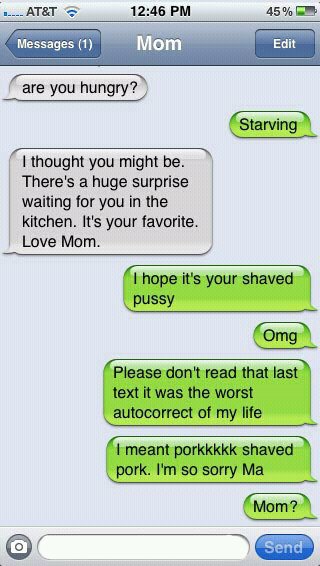 AT&T 12:46 PM 45%
Messages (1) Mom Edit
are you hungry?
Starving
I thought you might be.
There's a huge surprise
waiting for you in the
kitchen. It's your favorite.
Love Mom.
I hope it's your shaved
pussy
Omg
Please don't read that last
text it was the worst
autocorrect of my life
I meant porkkkkk shaved
pork. I'm so sorry Ma
Mom?
Send